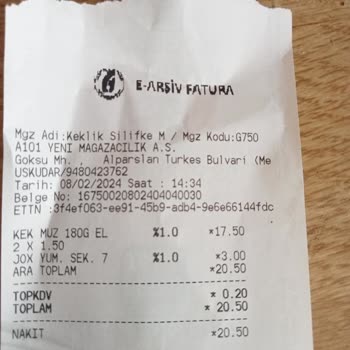 E-ARŞİV FATURA
Mgz Adi:Keklik Silifke M / Mgz Kodu:G750
A101 YENI MAGAZACILIK A.S.
Goksu Mh. , Alparslan Turkes Bulvari (Me
USKUDAR/9480423762
Tarih: 08/02/2024 Saat : 14:34
Belge No: 16750020802404040030
ETTN :3f4ef063-ee91-45b9-adb4-9e6e66144fdc
KEK MUZ 180G EL %1.0 *17.50
2 X 1.50
JOX YUM. SEK. 7 %1.0 *3.00
ARA TOPLAM *20.50
TOPKDV * 0.20
TOPLAM * 20.50
NAKIT *20.50